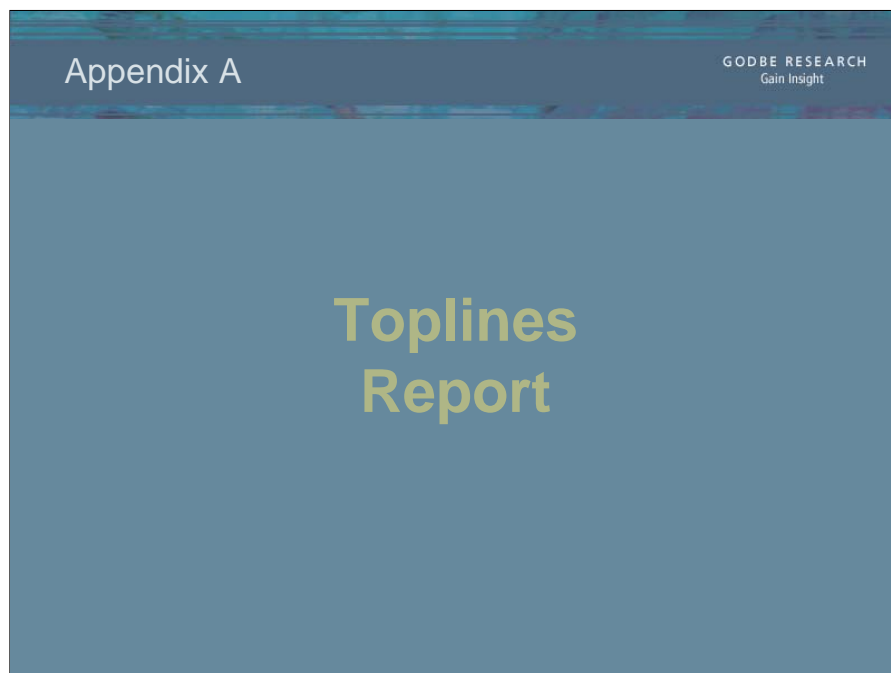 Appendix A
GODBE RESEARCH
Gain Insight
Toplines
Report